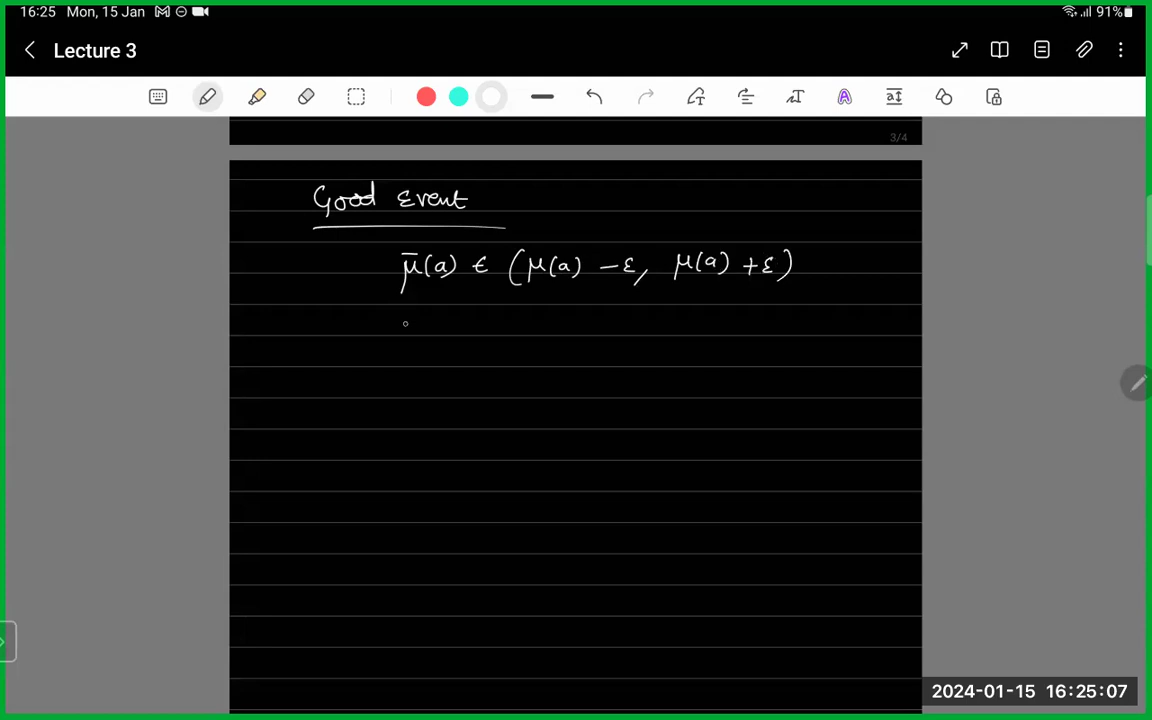 16:25 Mon, 15 Jan
91%
Lecture 3
3/4
Good Event
μ̄(a) ∈ (μ(a) - ε, μ(a) + ε)
2024-01-15 16:25:07